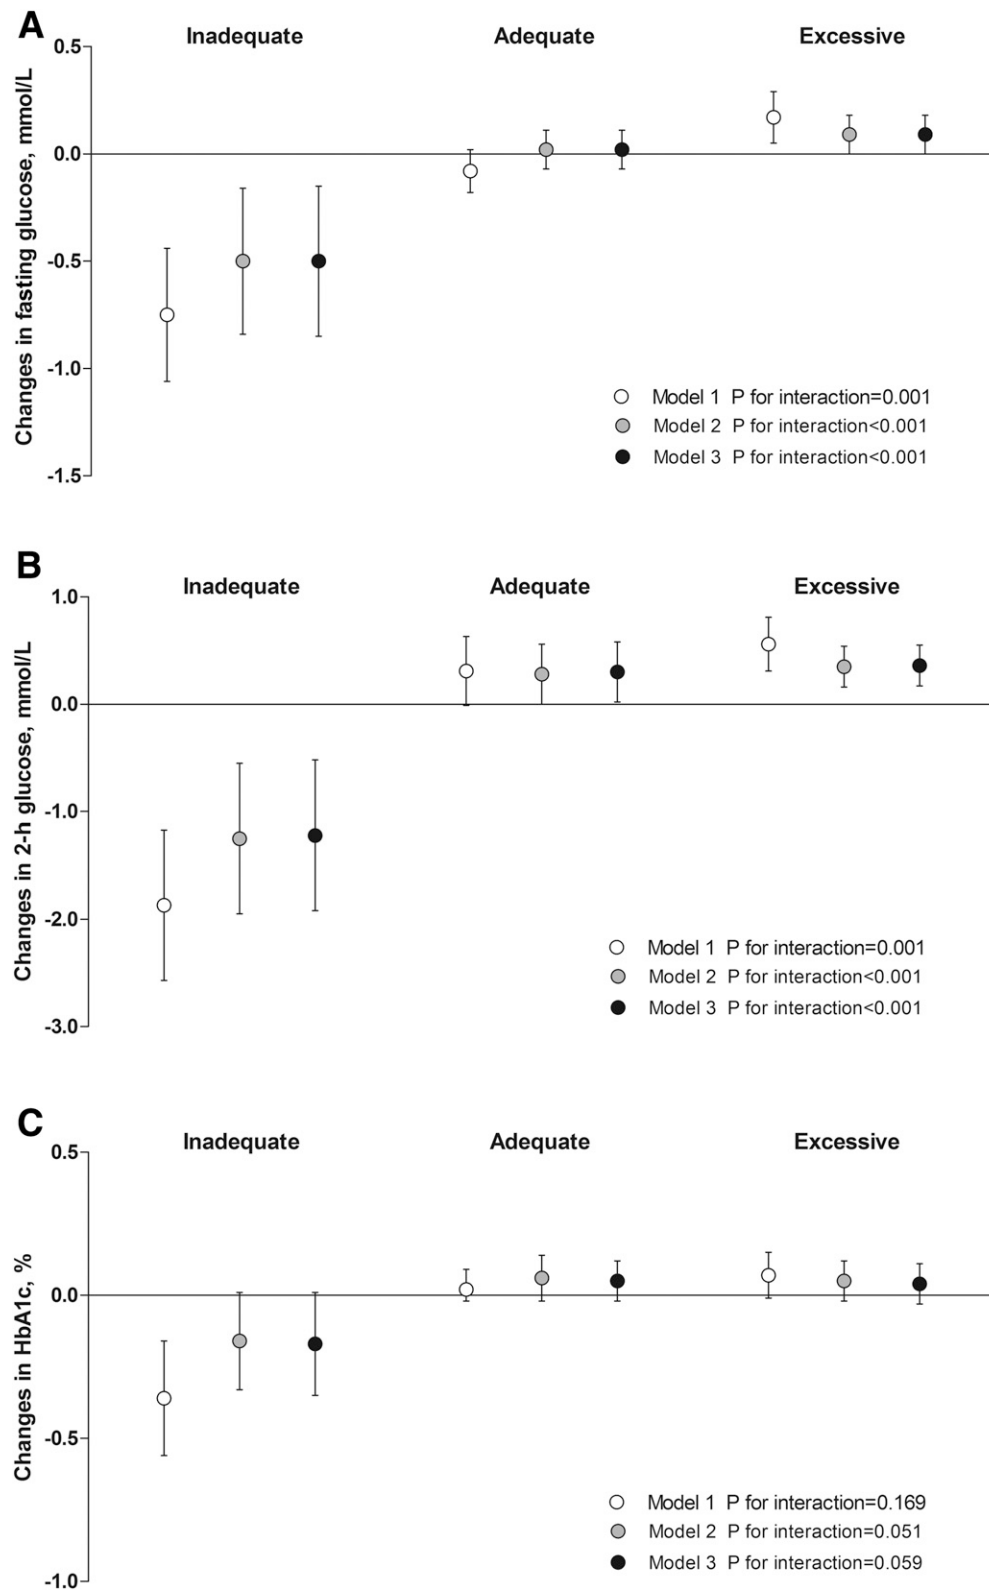 A
Inadequate Adequate Excessive
Changes in fasting glucose, mmol/L
0.5
0.0
-0.5
-1.0
-1.5
Model 1 P for interaction=0.001
Model 2 P for interaction<0.001
Model 3 P for interaction<0.001
B
Inadequate Adequate Excessive
Changes in 2-h glucose, mmol/L
1.0
0.0
-1.0
-2.0
-3.0
Model 1 P for interaction=0.001
Model 2 P for interaction<0.001
Model 3 P for interaction<0.001
C
Inadequate Adequate Excessive
Changes in HbA1c, %
0.5
0.0
-0.5
-1.0
Model 1 P for interaction=0.169
Model 2 P for interaction=0.051
Model 3 P for interaction=0.059